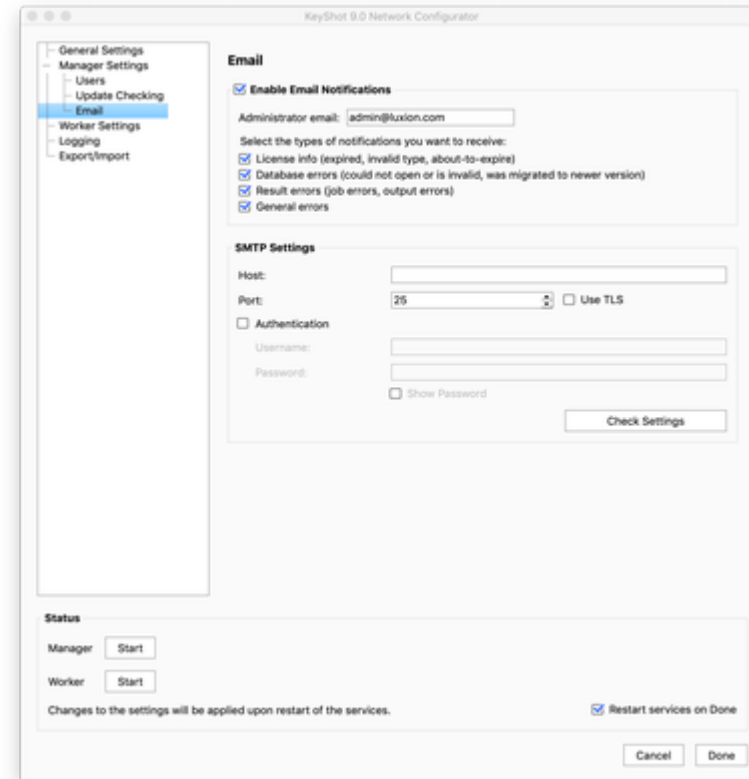 KeyShot 9.0 Network Configurator
General Settings
Manager Settings
Users
Update Checking
Email
Worker Settings
Logging
Export/Import
Email
Enable Email Notifications
Administrator email: admin@luxion.com
Select the types of notifications you want to receive:
License info (expired, invalid type, about-to-expire)
Database errors (could not open or is invalid, was migrated to newer version)
Result errors (job errors, output errors)
General errors
SMTP Settings
Host:
Port: 25 Use TLS
Authentication
Username:
Password:
Show Password
Check Settings
Status
Manager Start
Worker Start
Changes to the settings will be applied upon restart of the services. Restart services on Done
Cancel Done